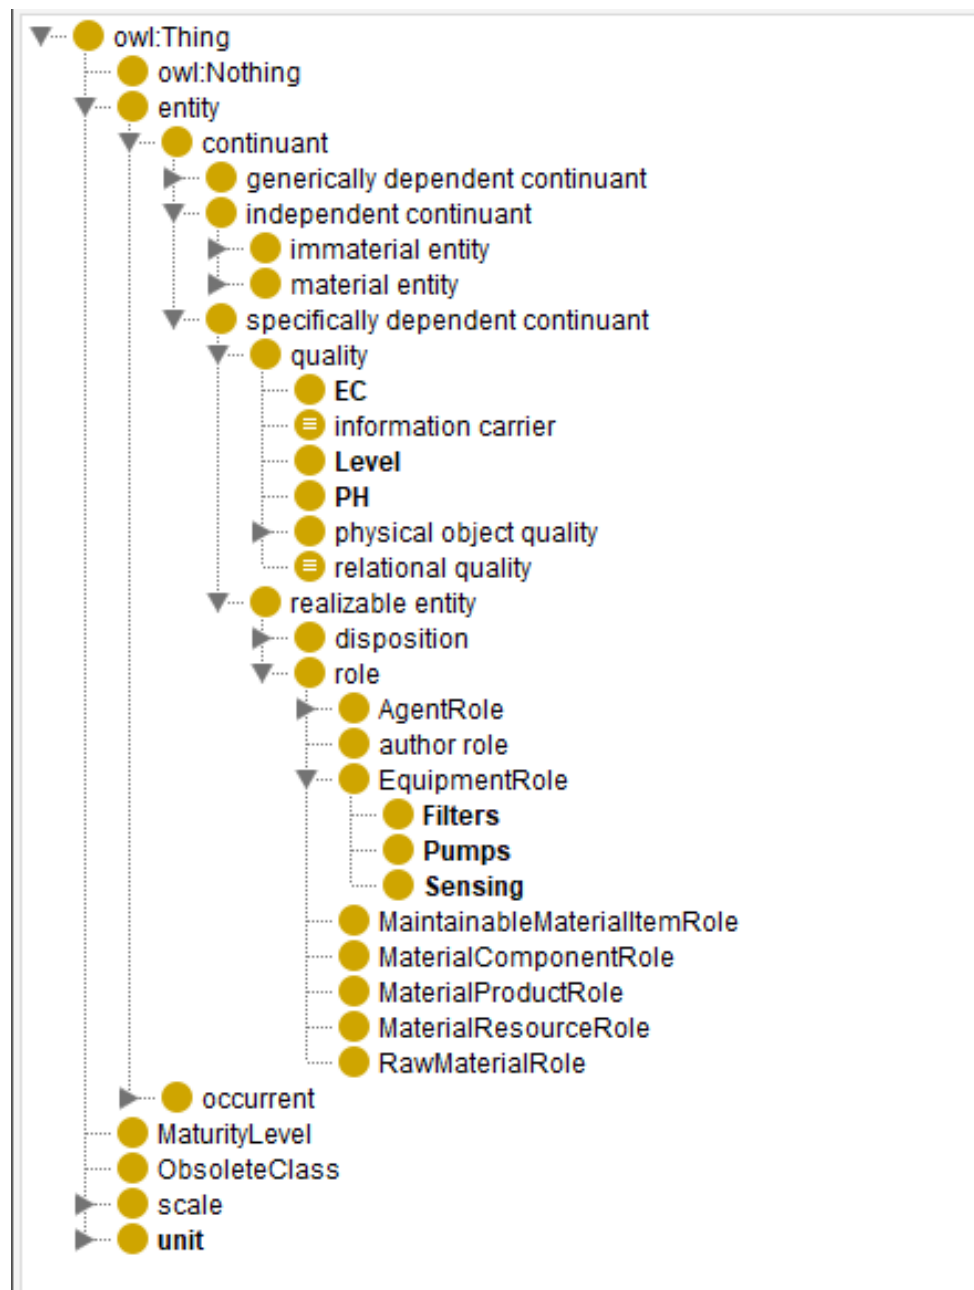 owl:Thing
owl:Nothing
entity
continuant
generically dependent continuant
independent continuant
immaterial entity
material entity
specifically dependent continuant
quality
EC
information carrier
Level
PH
physical object quality
relational quality
realizable entity
disposition
role
AgentRole
author role
EquipmentRole
Filters
Pumps
Sensing
MaintainableMaterialItemRole
MaterialComponentRole
MaterialProductRole
MaterialResourceRole
RawMaterialRole
occurrent
MaturityLevel
ObsoleteClass
scale
unit